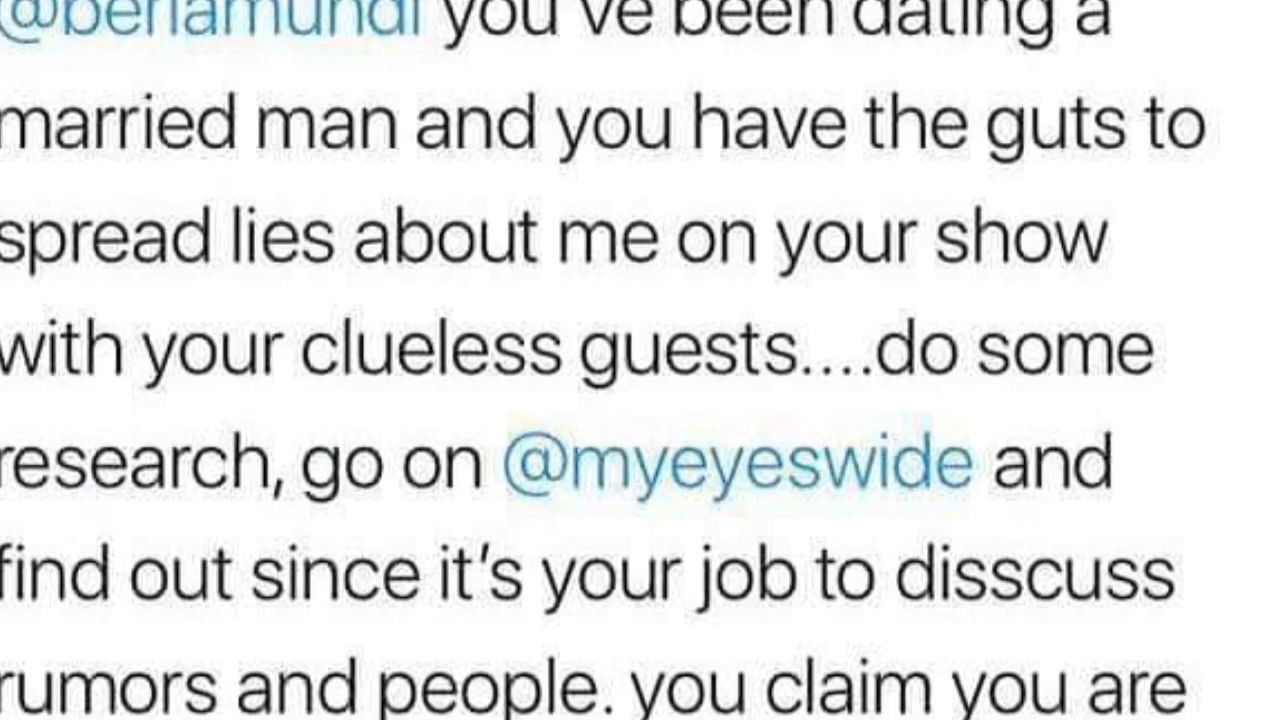 @berlamundi you've been dating a
married man and you have the guts to
spread lies about me on your show
with your clueless guests....do some
research, go on @myeyeswide and
find out since it's your job to disscuss
rumors and people. you claim you are